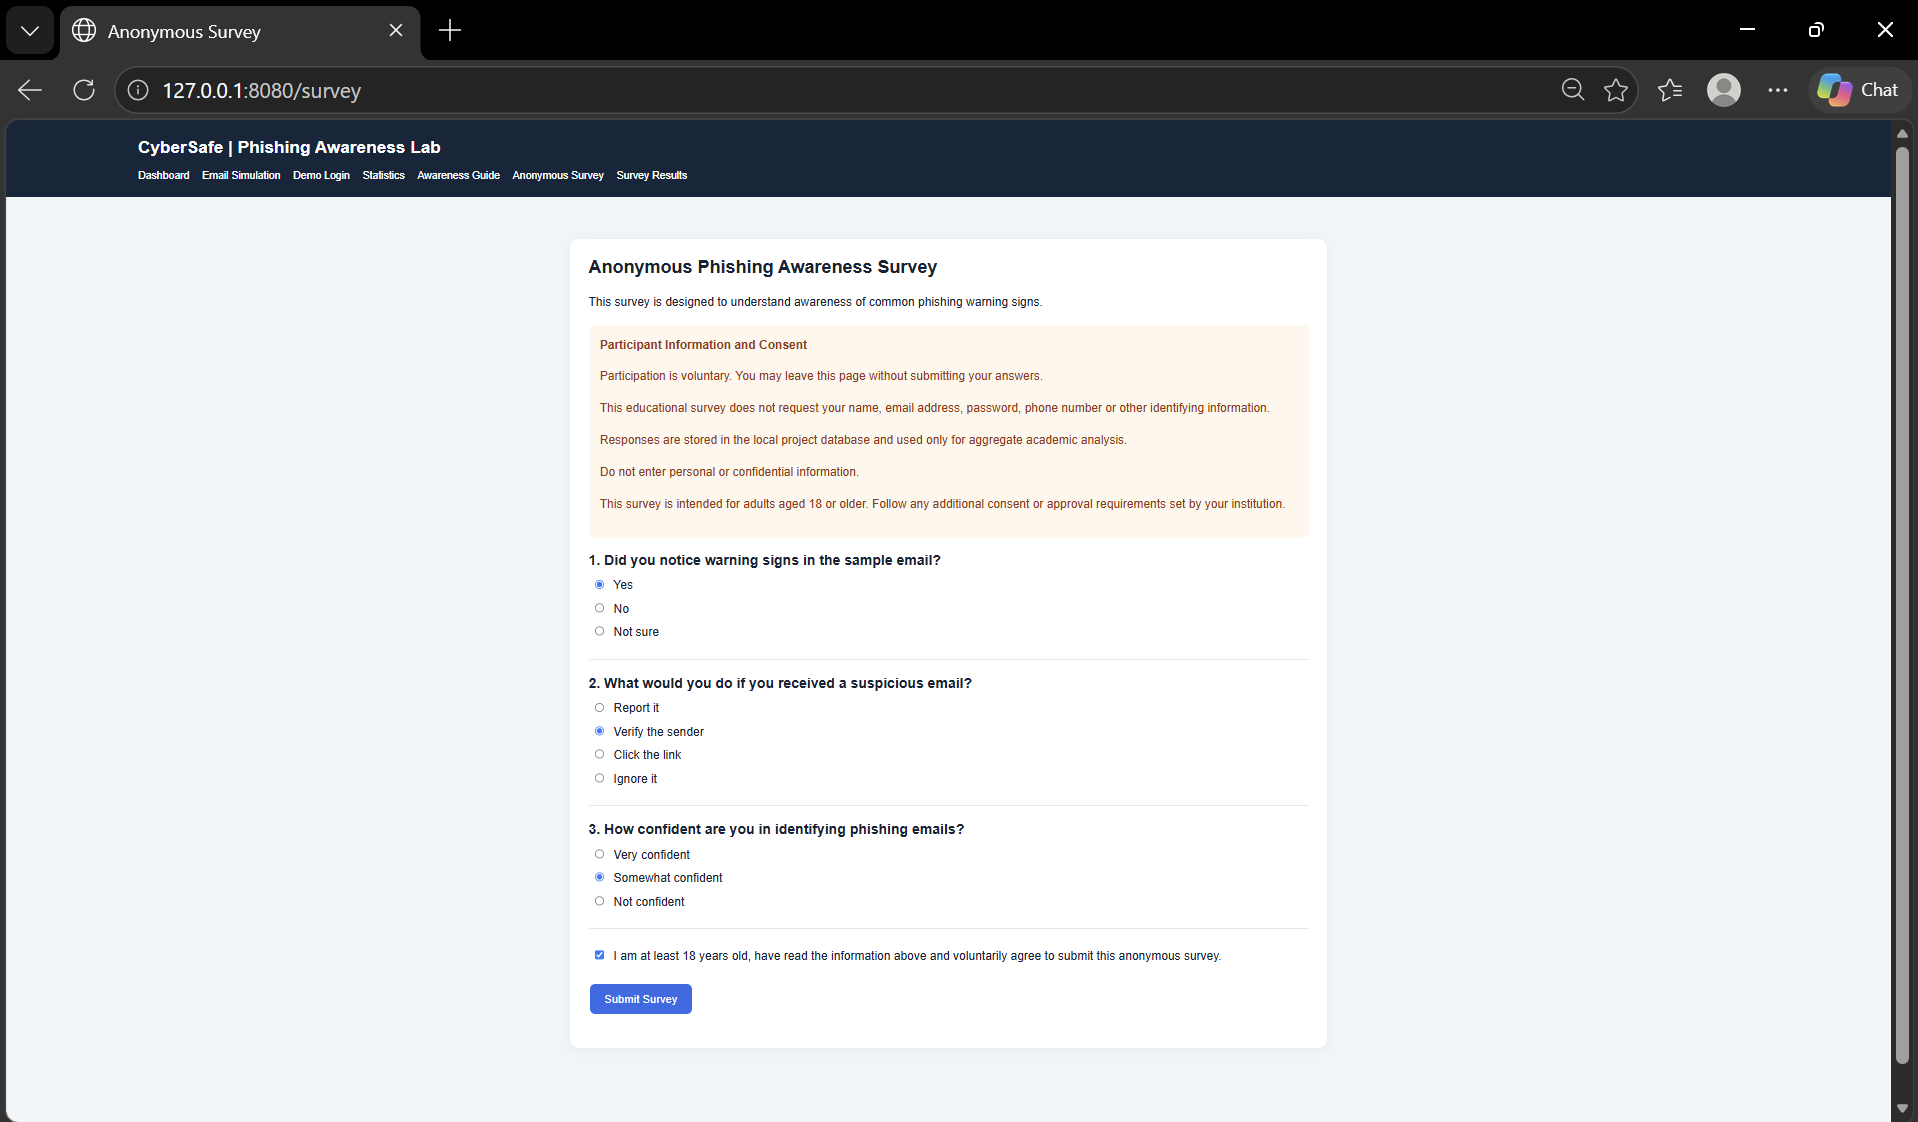 Anonymous Survey
127.0.0.1:8080/survey
Chat
CyberSafe | Phishing Awareness Lab
Dashboard Email Simulation Demo Login Statistics Awareness Guide Anonymous Survey Survey Results
Anonymous Phishing Awareness Survey
This survey is designed to understand awareness of common phishing warning signs.
Participant Information and Consent
Participation is voluntary. You may leave this page without submitting your answers.
This educational survey does not request your name, email address, password, phone number or other identifying information.
Responses are stored in the local project database and used only for aggregate academic analysis.
Do not enter personal or confidential information.
This survey is intended for adults aged 18 or older. Follow any additional consent or approval requirements set by your institution.
1. Did you notice warning signs in the sample email?
Yes
No
Not sure
2. What would you do if you received a suspicious email?
Report it
Verify the sender
Click the link
Ignore it
3. How confident are you in identifying phishing emails?
Very confident
Somewhat confident
Not confident
I am at least 18 years old, have read the information above and voluntarily agree to submit this anonymous survey.
Submit Survey